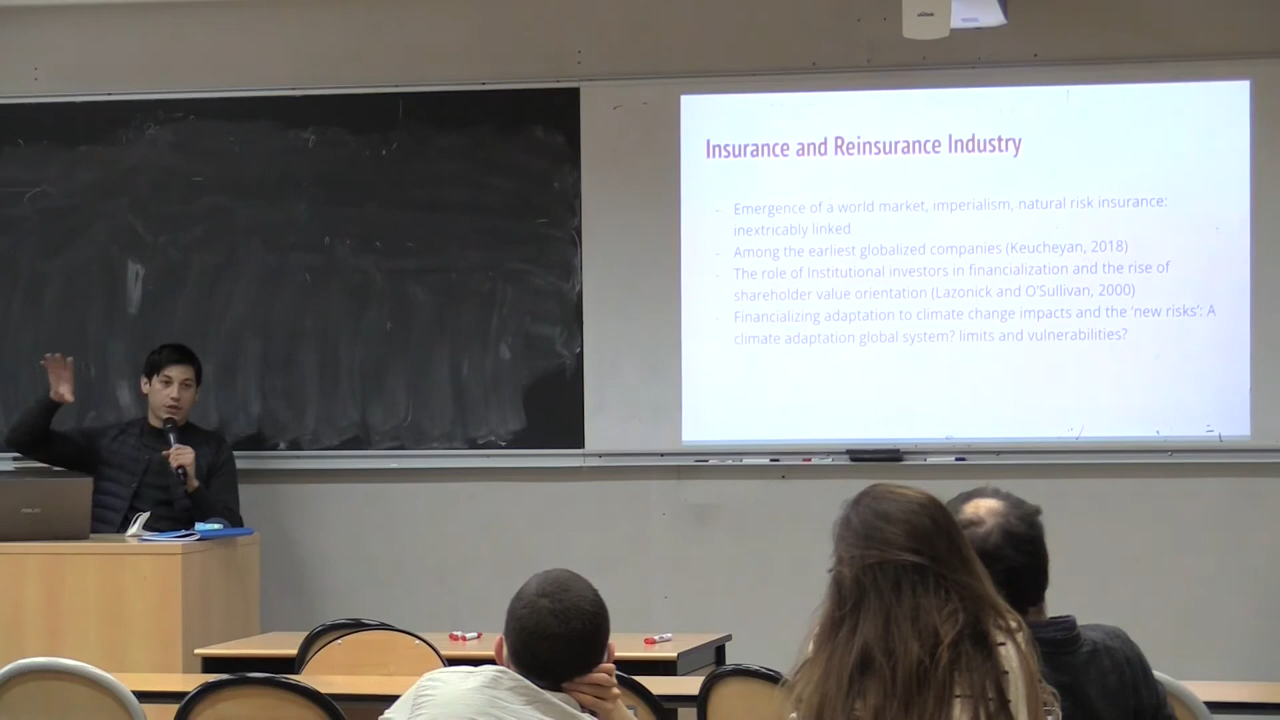 Insurance and Reinsurance Industry
- Emergence of a world market, imperialism, natural risk insurance:
inextricably linked
- Among the earliest globalized companies (Keucheyan, 2018)
- The role of Institutional investors in financialization and the rise of
shareholder value orientation (Lazonick and O'Sullivan, 2000)
- Financializing adaptation to climate change impacts and the 'new risks': A
climate adaptation global system? limits and vulnerabilities?
ASUS